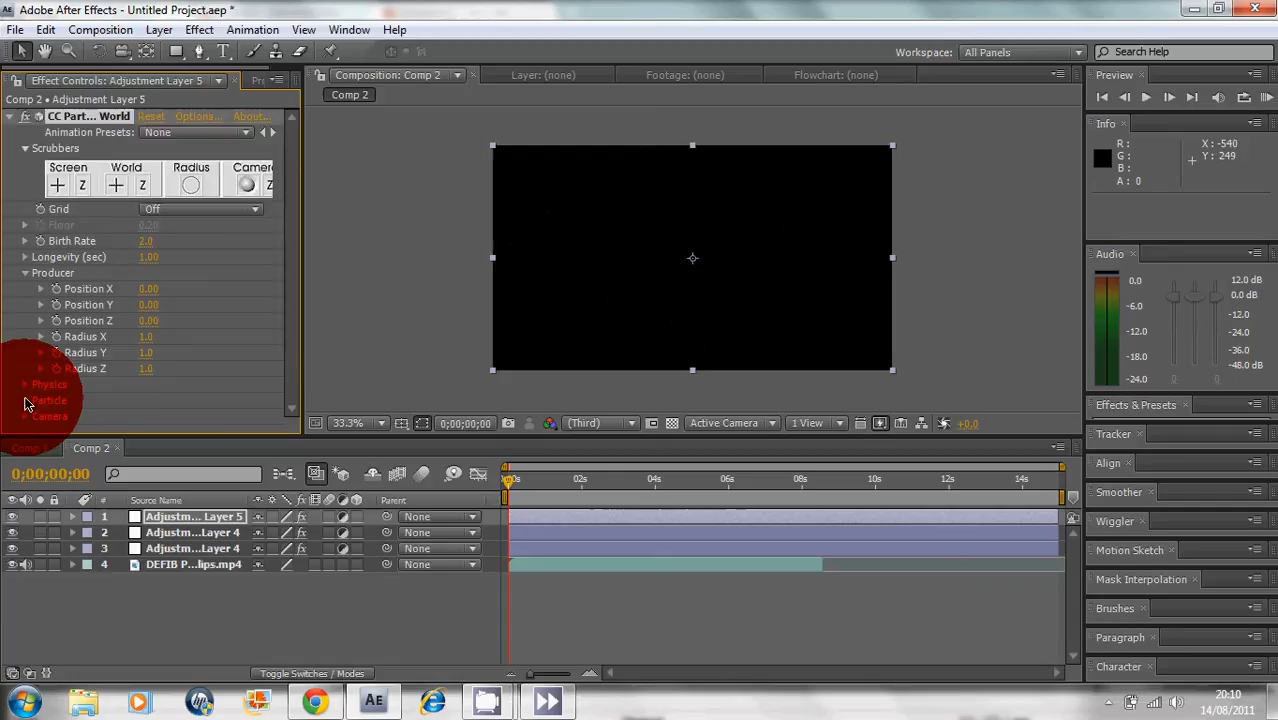 Adobe After Effects - Untitled Project.aep *
File Edit Composition Layer Effect Animation View Window Help
Workspace: All Panels Search Help
Effect Controls: Adjustment Layer 5
Composition: Comp 2 Layer: (none) Footage: (none) Flowchart: (none)
Preview
Comp 2 • Adjustment Layer 5
Comp 2
CC Part... World Reset Options... About...
Animation Presets: None
Scrubbers
Screen World Radius Camer
Z Z Z
Grid Off
Floor 0.20
Birth Rate 2.0
Longevity (sec) 1.00
Producer
Position X 0.00
Position Y 0.00
Position Z 0.00
Radius X 1.0
Radius Y 1.0
Radius Z 1.0
Physics
Particle
Camera
Info
R : X : -540
G : Y : 249
B :
A : 0
Audio
0.0 12.0 dB
-3.0 0.0 dB
-6.0 -12.0
-9.0
-12.0 -24.0
-15.0
-18.0 -36.0
-21.0 -48.0 dB
-24.0
Effects & Presets
33.3% 0;00;00;00 (Third) Active Camera 1 View +0.0
Tracker
Comp 2
Align
0;00;00;00
02s 04s 06s 08s 10s 12s 14s
Smoother
# Source Name Parent
1 Adjustm... Layer 5 None
2 Adjustm...Layer 4 None
3 Adjustm...Layer 4 None
4 DEFIB P...lips.mp4 None
Wiggler
Motion Sketch
Mask Interpolation
Brushes
Paragraph
Character
Toggle Switches / Modes
20:10
14/08/2011